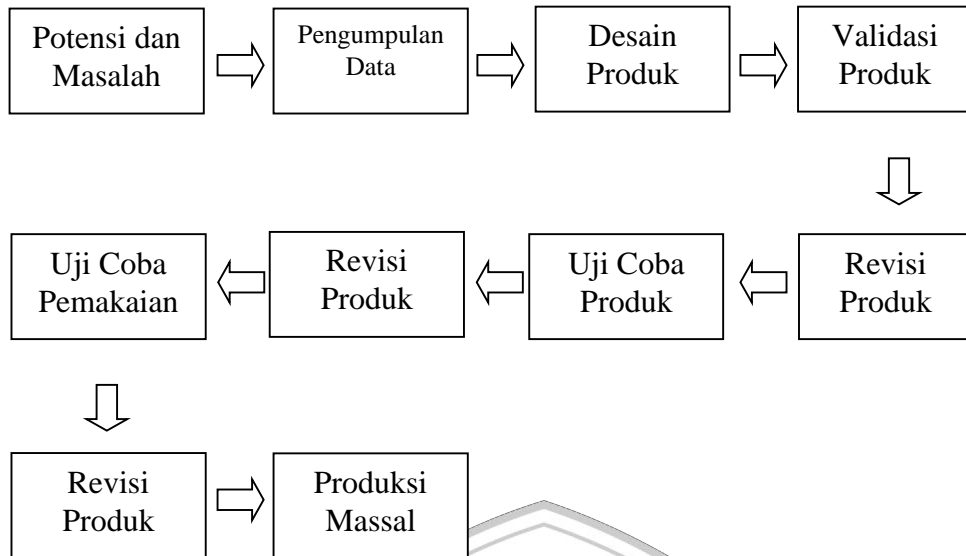 Potensi dan
Masalah
Pengumpulan
Data
Desain
Produk
Validasi
Produk
Revisi
Produk
Uji Coba
Produk
Revisi
Produk
Uji Coba
Pemakaian
Revisi
Produk
Produksi
Massal